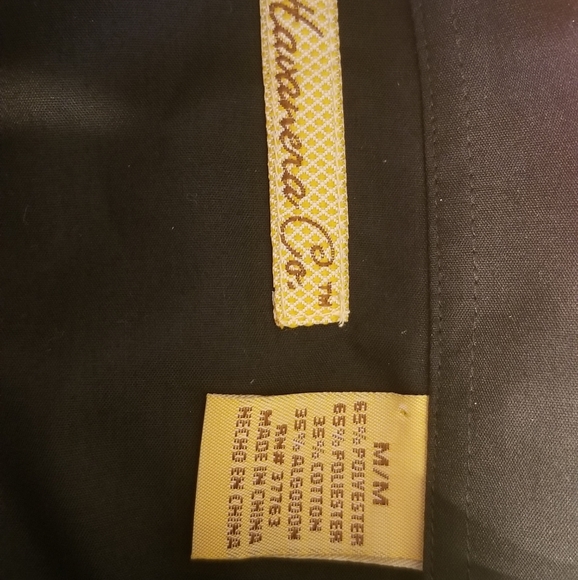 Havanera Co. TM
M/M
65% POLYESTER
65% POLIESTER
35% COTTON
35% ALGODON
RN# 37763
MADE IN CHINA
HECHO EN CHINA